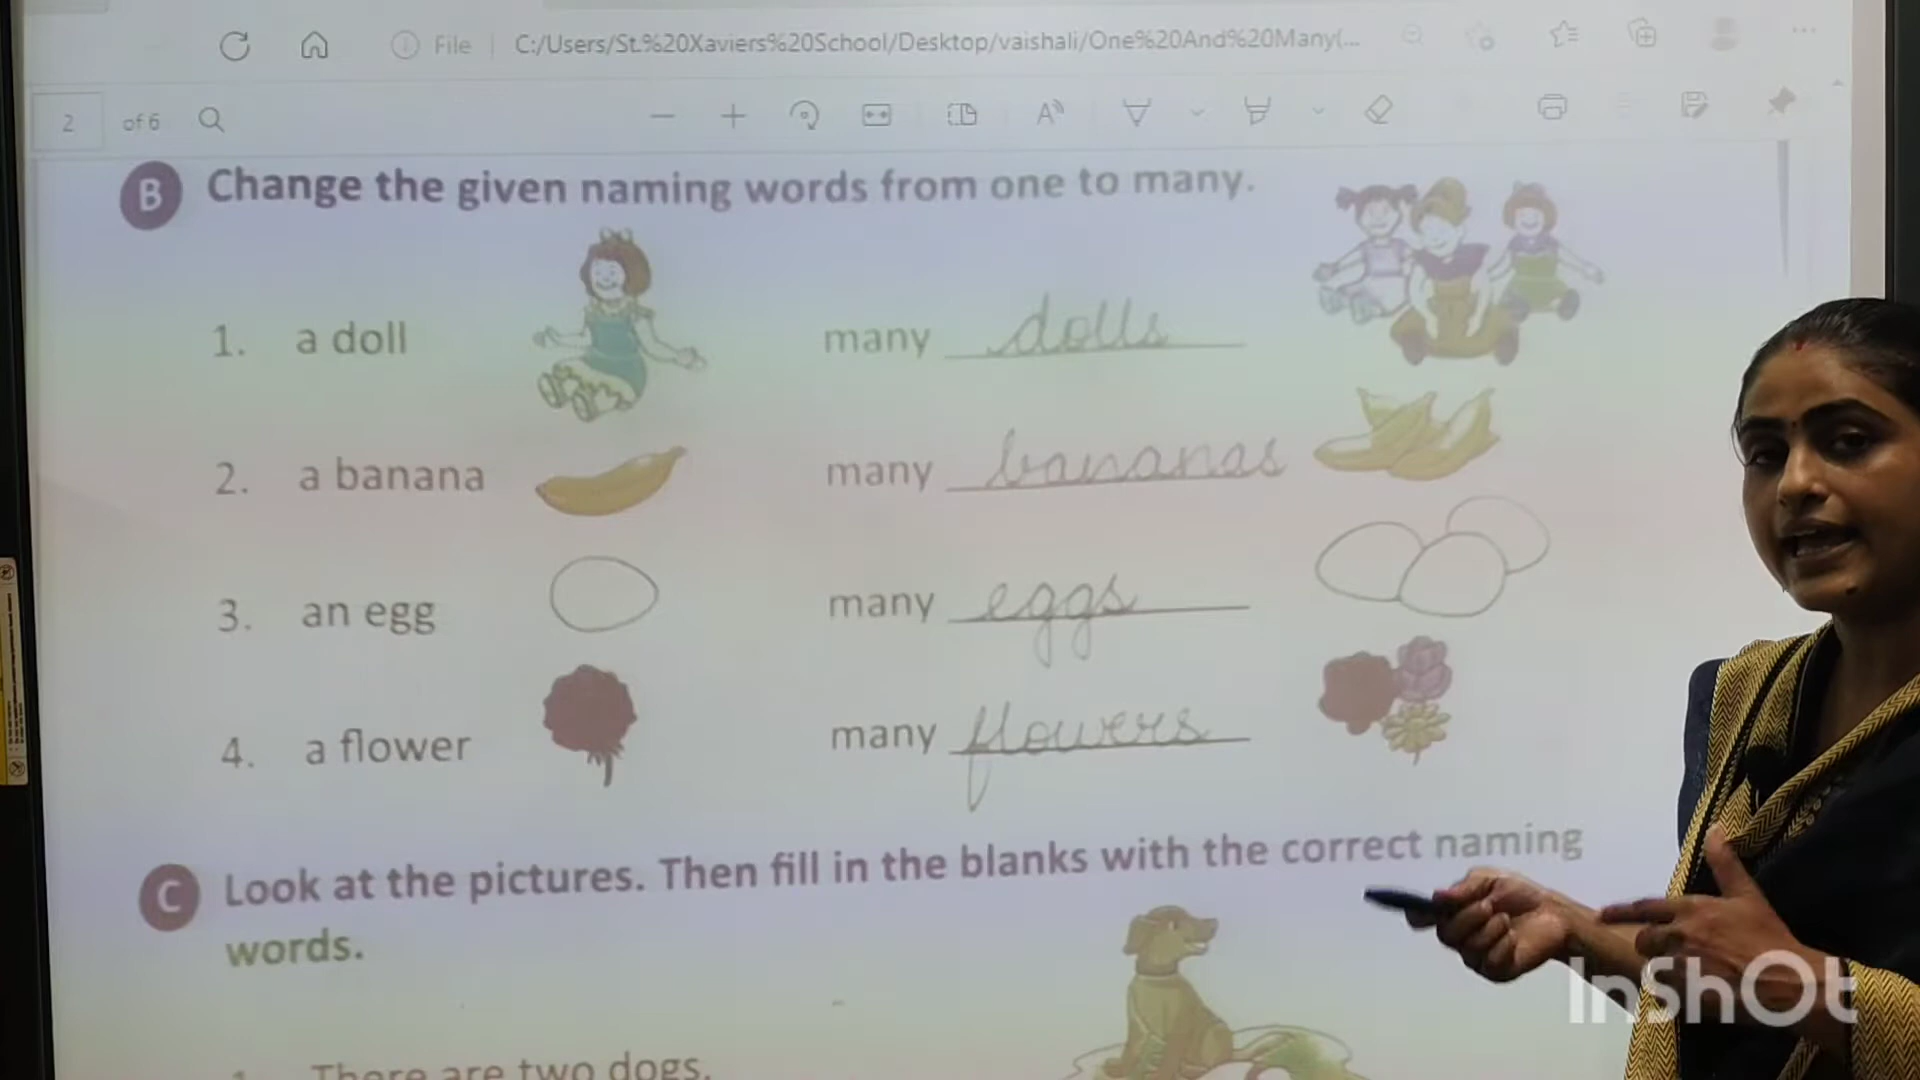 File C:/Users/St.%20Xaviers%20School/Desktop/vaishali/One%20And%20Many(...
2 of 6
B Change the given naming words from one to many.
1. a doll many dolls
2. a banana many bananas
3. an egg many eggs
4. a flower many flowers
C Look at the pictures. Then fill in the blanks with the correct naming
words.
There are two dogs.
InShOt